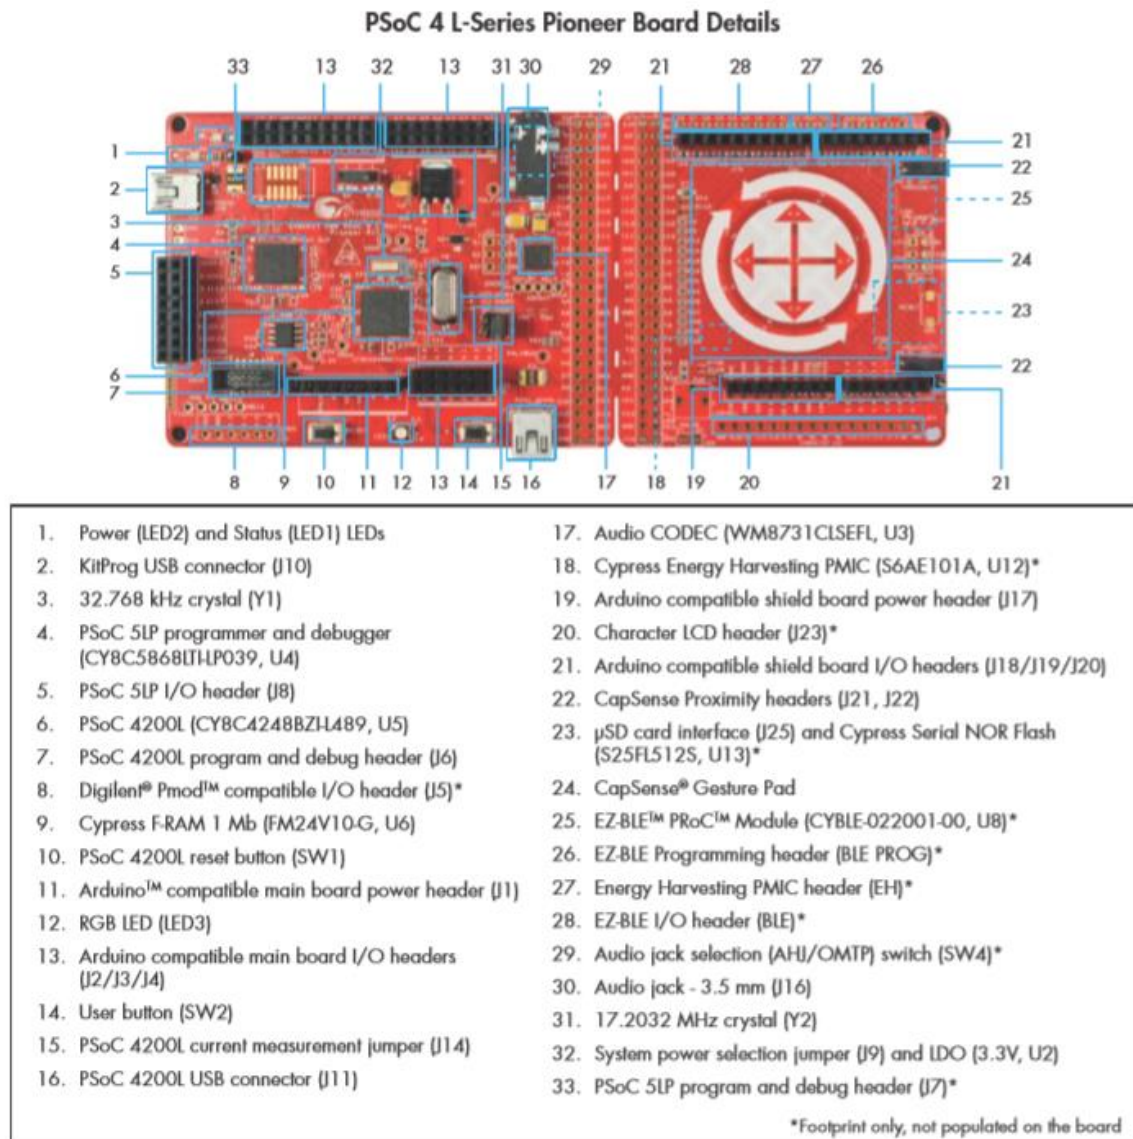 PSoC 4 L-Series Pioneer Board Details
33 13 32 13 31 30 29 21 28 27 26
1
2
3
4
5
6
7
21
22
25
24
23
22
8 9 10 11 12 13 14 15 16 17 18 19 20 21
1. Power (LED2) and Status (LED1) LEDs
2. KitProg USB connector (J10)
3. 32.768 kHz crystal (Y1)
4. PSoC 5LP programmer and debugger
(CY8C5868LTI-LP039, U4)
5. PSoC 5LP I/O header (J8)
6. PSoC 4200L (CY8C4248BZI-L489, U5)
7. PSoC 4200L program and debug header (J6)
8. Digilent® Pmod™ compatible I/O header (J5)*
9. Cypress F-RAM 1 Mb (FM24V10-G, U6)
10. PSoC 4200L reset button (SW1)
11. Arduino™ compatible main board power header (J1)
12. RGB LED (LED3)
13. Arduino compatible main board I/O headers
(J2/J3/J4)
14. User button (SW2)
15. PSoC 4200L current measurement jumper (J14)
16. PSoC 4200L USB connector (J11)
17. Audio CODEC (WM8731CLSEFL, U3)
18. Cypress Energy Harvesting PMIC (S6AE101A, U12)*
19. Arduino compatible shield board power header (J17)
20. Character LCD header (J23)*
21. Arduino compatible shield board I/O headers (J18/J19/J20)
22. CapSense Proximity headers (J21, J22)
23. µSD card interface (J25) and Cypress Serial NOR Flash
(S25FL512S, U13)*
24. CapSense® Gesture Pad
25. EZ-BLE™ PRoC™ Module (CYBLE-022001-00, U8)*
26. EZ-BLE Programming header (BLE PROG)*
27. Energy Harvesting PMIC header (EH)*
28. EZ-BLE I/O header (BLE)*
29. Audio jack selection (AHJ/OMTP) switch (SW4)*
30. Audio jack - 3.5 mm (J16)
31. 17.2032 MHz crystal (Y2)
32. System power selection jumper (J9) and LDO (3.3V, U2)
33. PSoC 5LP program and debug header (J7)*
*Footprint only, not populated on the board